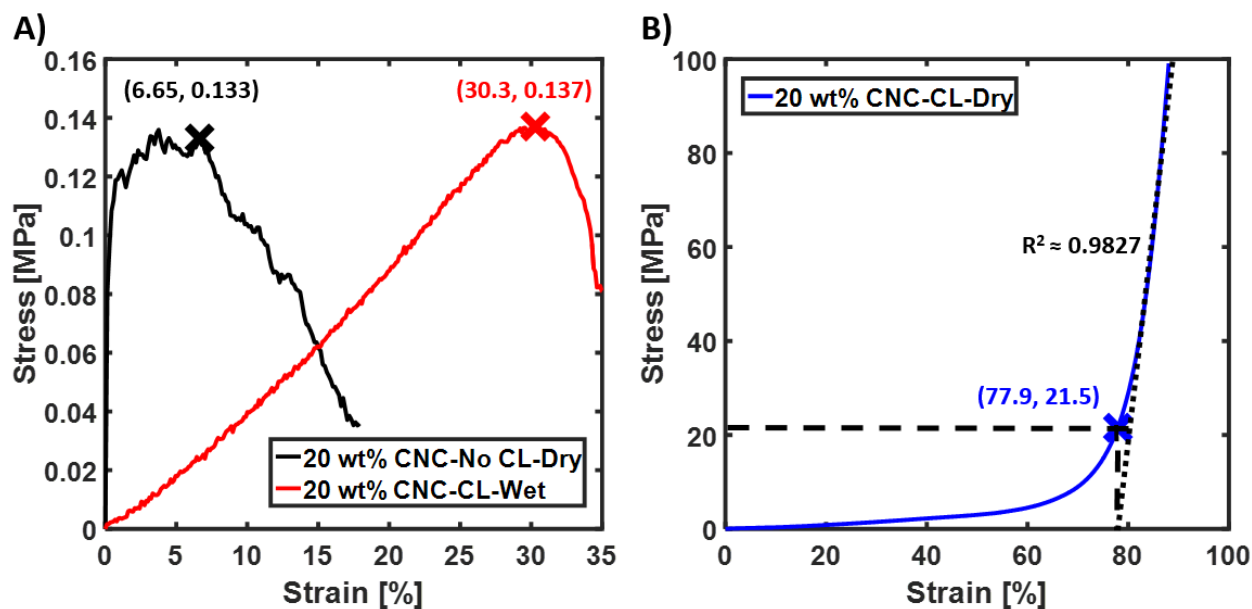 A)
Stress [MPa]
0.16
0.14
0.12
0.1
0.08
0.06
0.04
0.02
0
(6.65, 0.133)
(30.3, 0.137)
20 wt% CNC-No CL-Dry
20 wt% CNC-CL-Wet
0 5 10 15 20 25 30 35
Strain [%]
B)
Stress [MPa]
100
80
60
40
20
0
20 wt% CNC-CL-Dry
R² ≈ 0.9827
(77.9, 21.5)
0 20 40 60 80 100
Strain [%]